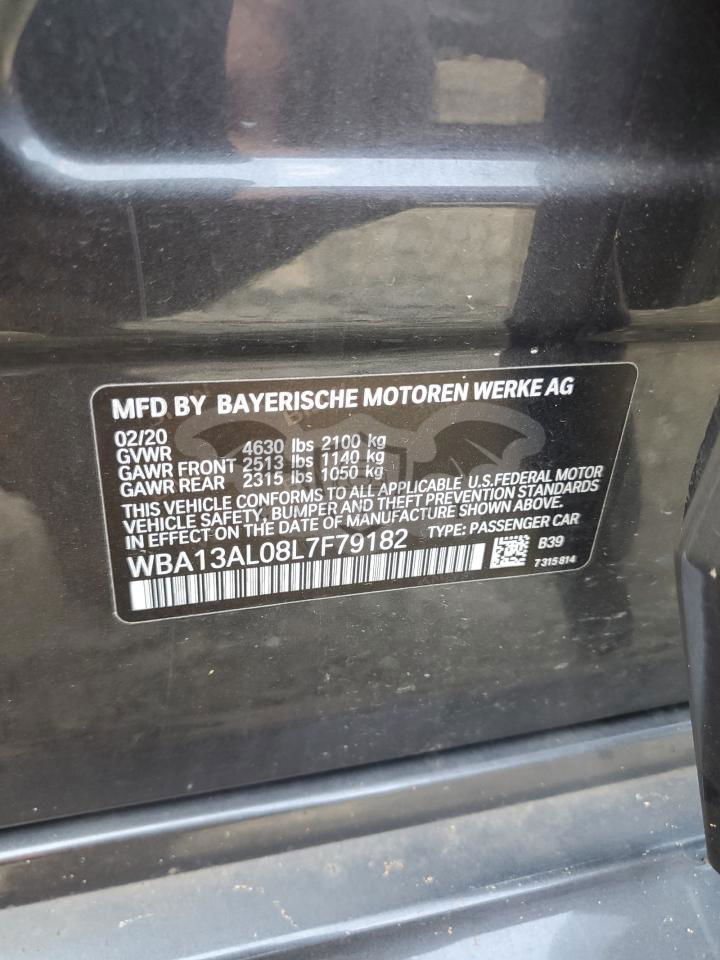 MFD BY BAYERISCHE MOTOREN WERKE AG
02/20
GVWR 4630 lbs 2100 kg
GAWR FRONT 2513 lbs 1140 kg
GAWR REAR 2315 lbs 1050 kg
THIS VEHICLE CONFORMS TO ALL APPLICABLE U.S.FEDERAL MOTOR
VEHICLE SAFETY, BUMPER AND THEFT PREVENTION STANDARDS
IN EFFECT ON THE DATE OF MANUFACTURE SHOWN ABOVE.
WBA13AL08L7F79182 TYPE: PASSENGER CAR
B39
7315814